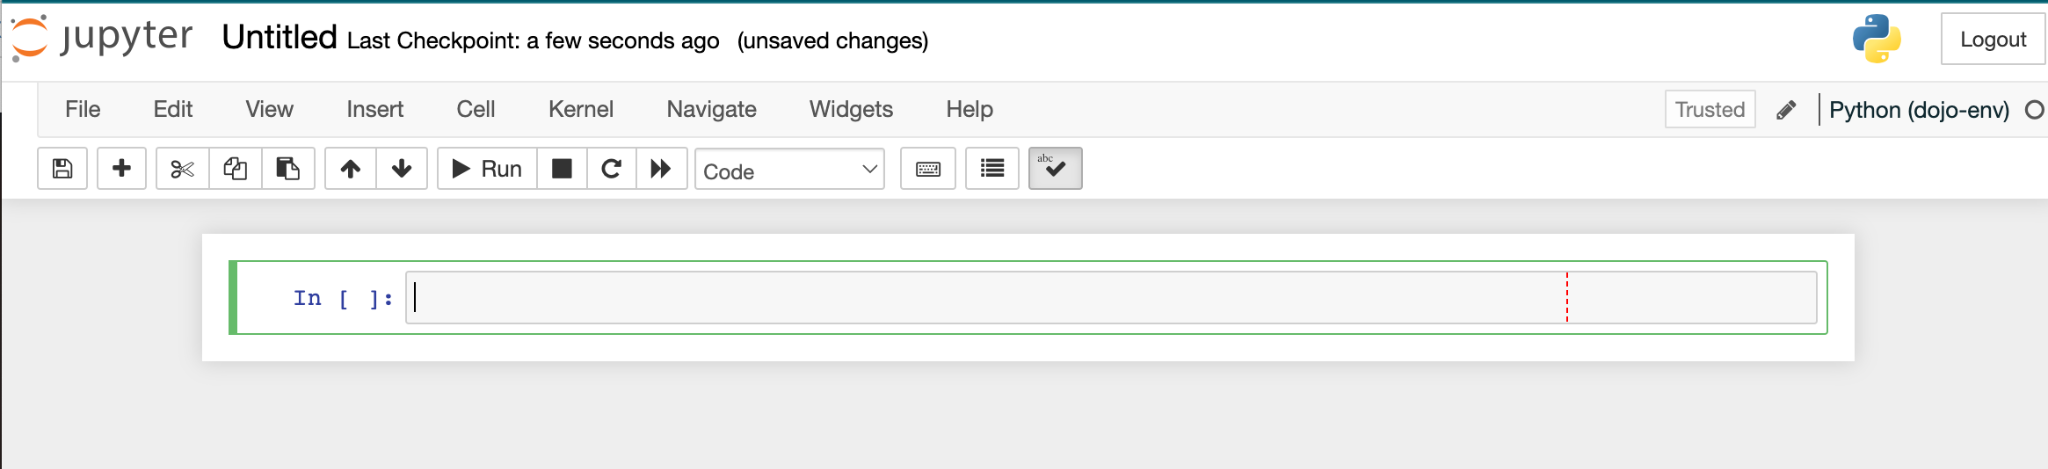 jupyter Untitled Last Checkpoint: a few seconds ago (unsaved changes) Logout
File Edit View Insert Cell Kernel Navigate Widgets Help Trusted Python (dojo-env)
Run Code abc
In [ ]: